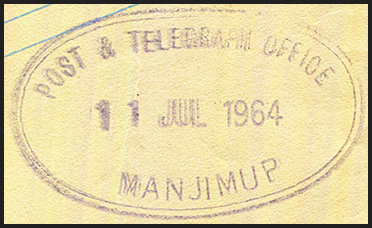 POST & TELEGRAPH OFFICE
11 JUL 1964
MANJIMUP